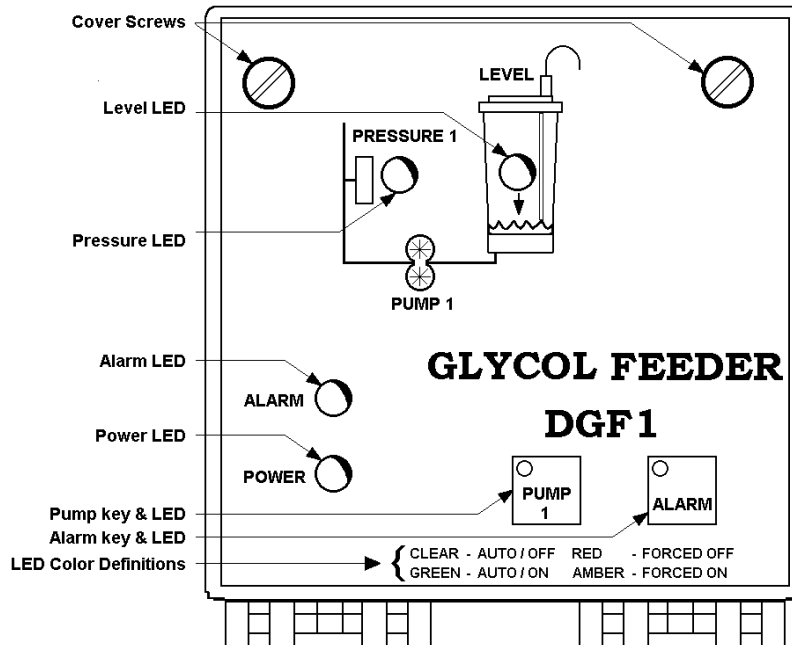 Cover Screws
LEVEL
Level LED
PRESSURE 1
Pressure LED
PUMP 1
Alarm LED
GLYCOL FEEDER
ALARM
DGF1
Power LED
POWER
PUMP
1
ALARM
Pump key & LED
Alarm key & LED
LED Color Definitions
{ CLEAR - AUTO / OFF RED - FORCED OFF
GREEN - AUTO / ON AMBER - FORCED ON